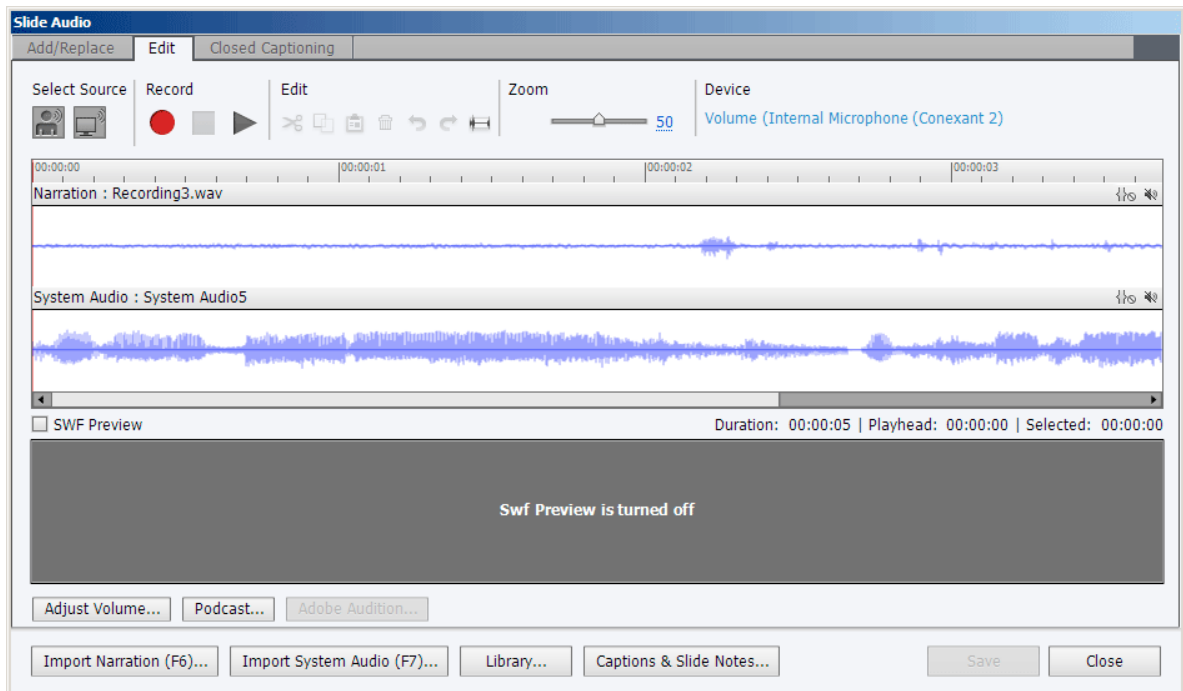 Slide Audio
Add/Replace Edit Closed Captioning
Select Source Record Edit Zoom Device
50 Volume (Internal Microphone (Conexant 2)
00:00:00 00:00:01 00:00:02 00:00:03
Narration : Recording3.wav
System Audio : System Audio5
SWF Preview Duration: 00:00:05 | Playhead: 00:00:00 | Selected: 00:00:00
Swf Preview is turned off
Adjust Volume... Podcast... Adobe Audition...
Import Narration (F6)... Import System Audio (F7)... Library... Captions & Slide Notes... Save Close